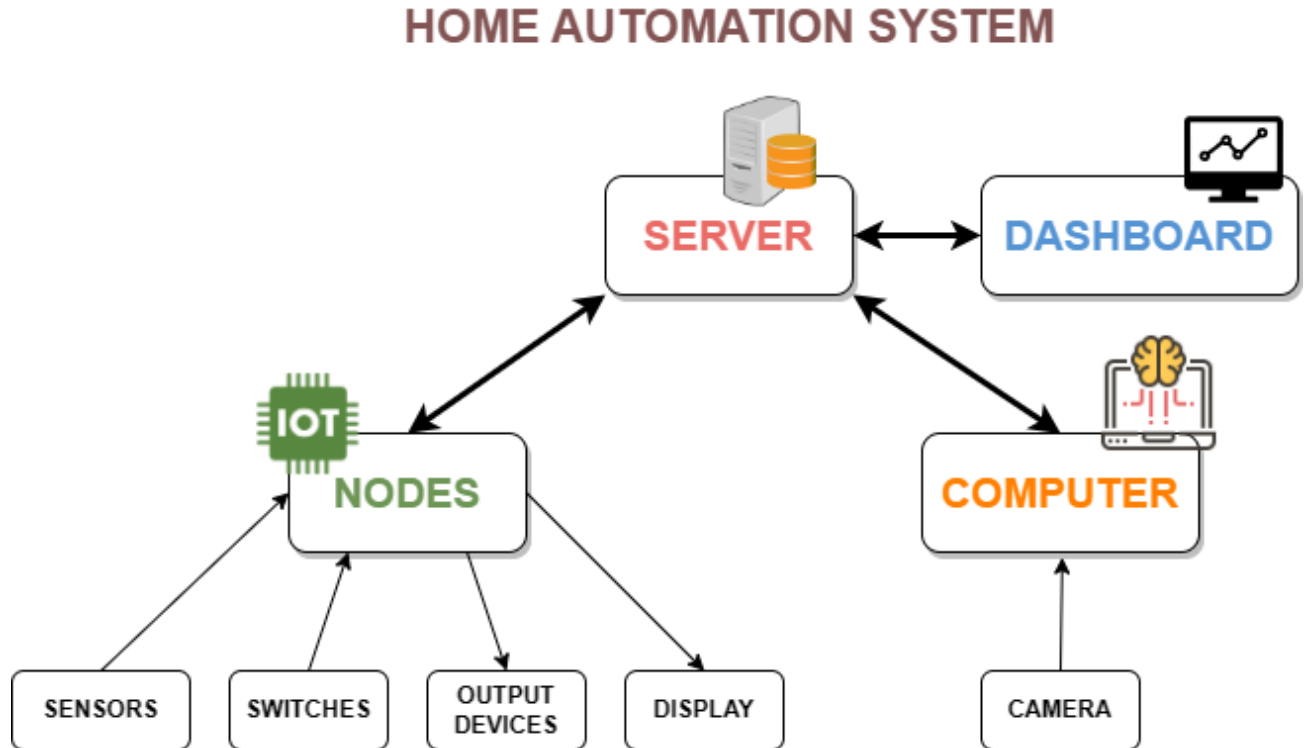 HOME AUTOMATION SYSTEM
SERVER
DASHBOARD
IOT
NODES
COMPUTER
SENSORS
SWITCHES
OUTPUT
DEVICES
DISPLAY
CAMERA